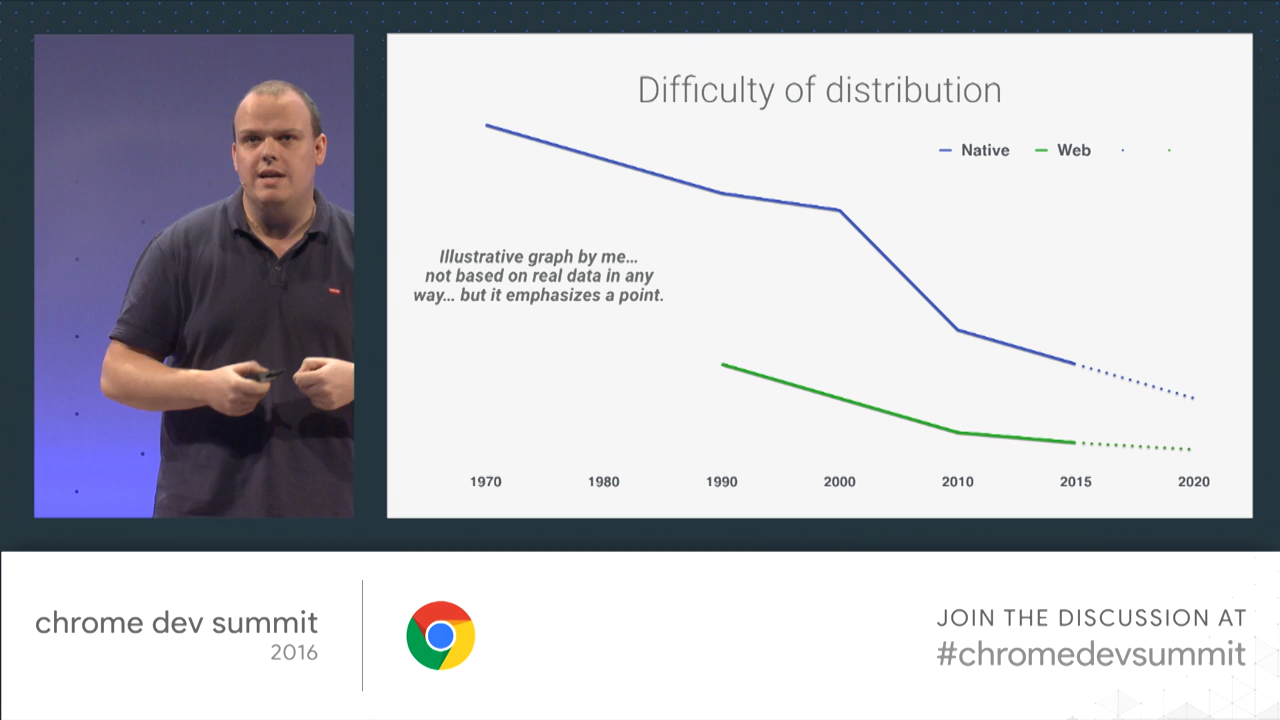 Difficulty of distribution
Native Web
Illustrative graph by me...
not based on real data in any
way... but it emphasizes a point.
1970 1980 1990 2000 2010 2015 2020
chrome dev summit
2016
JOIN THE DISCUSSION AT
#chromedevsummit